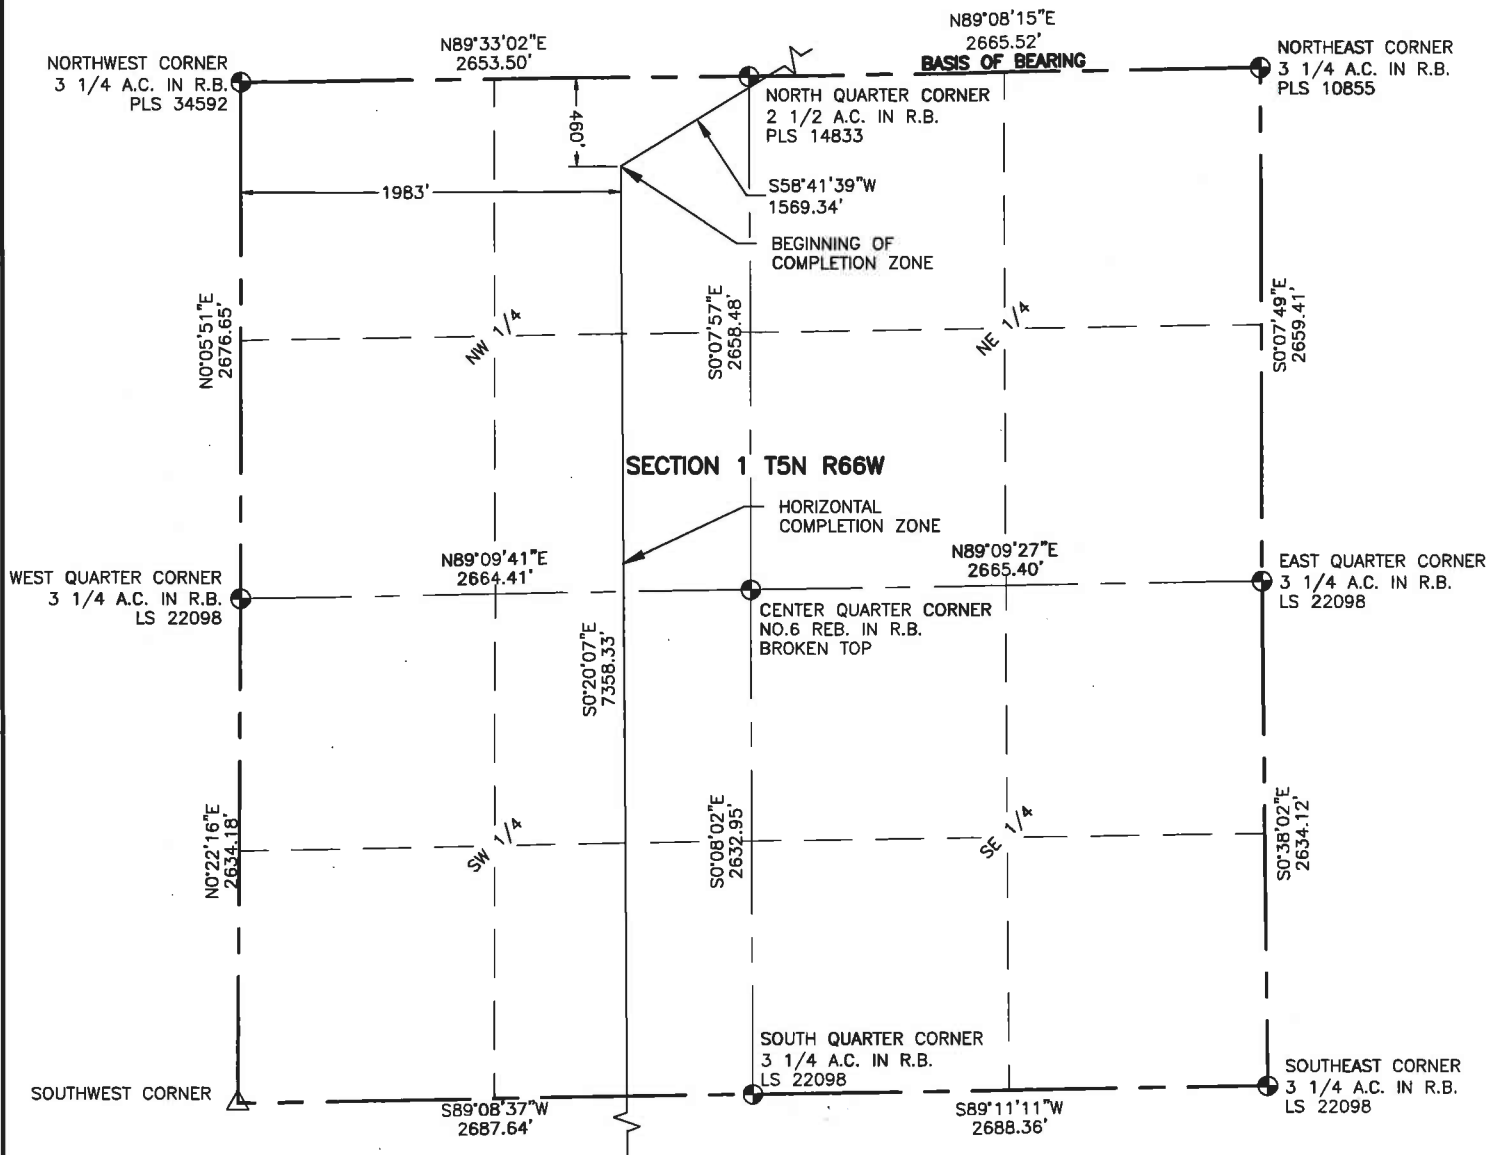 N89°08'15"E
2665.52'
BASIS OF BEARING
N89°33'02"E
2653.50'
NORTHWEST CORNER
3 1/4 A.C. IN R.B.
PLS 34592
NORTHEAST CORNER
3 1/4 A.C. IN R.B.
PLS 10855
NORTH QUARTER CORNER
2 1/2 A.C. IN R.B.
PLS 14833
460'
1983'
S58°41'39"W
1569.34'
BEGINNING OF
COMPLETION ZONE
N0°05'51"E
2676.65'
NW 1/4
S0°07'57"E
2658.48'
NE 1/4
S0°07'49"E
2659.41'
SECTION 1 T5N R66W
HORIZONTAL
COMPLETION ZONE
N89°09'41"E
2664.41'
N89°09'27"E
2665.40'
WEST QUARTER CORNER
3 1/4 A.C. IN R.B.
LS 22098
EAST QUARTER CORNER
3 1/4 A.C. IN R.B.
LS 22098
CENTER QUARTER CORNER
NO.6 REB. IN R.B.
BROKEN TOP
S0°20'07"E
7358.33'
N0°22'16"E
2634.18'
SW 1/4
S0°08'02"E
2632.95'
SE 1/4
S0°38'02"E
2634.12'
SOUTHWEST CORNER
SOUTH QUARTER CORNER
3 1/4 A.C. IN R.B.
LS 22098
SOUTHEAST CORNER
3 1/4 A.C. IN R.B.
LS 22098
S89°08'37"W
2687.64'
S89°11'11"W
2688.36'